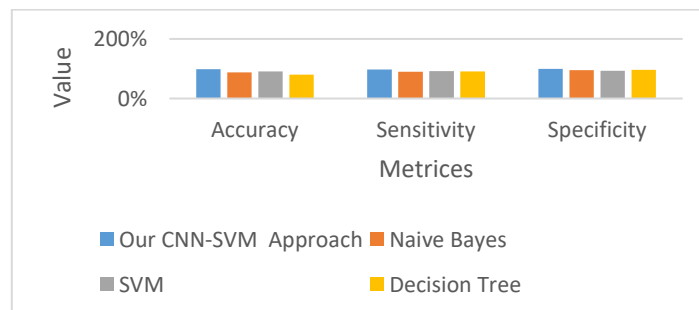 200%
0%
Value
Accuracy Sensitivity Specificity
Metrices
Our CNN-SVM Approach Naive Bayes
SVM Decision Tree